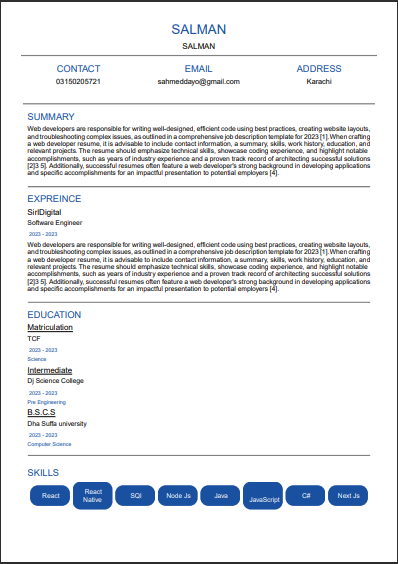 SALMAN
SALMAN
CONTACT EMAIL ADDRESS
03150205721 sahmeddayo@gmail.com Karachi
SUMMARY
Web developers are responsible for writing well-designed, efficient code using best practices, creating website layouts,
and troubleshooting complex issues, as outlined in a comprehensive job description template for 2023 [1].When crafting
a web developer resume, it is advisable to include contact information, a summary, skills, work history, education, and
relevant projects. The resume should emphasize technical skills, showcase coding experience, and highlight notable
accomplishments, such as years of industry experience and a proven track record of architecting successful solutions
[2]3 5]. Additionally, successful resumes often feature a web developer's strong background in developing applications
and specific accomplishments for an impactful presentation to potential employers [4].
EXPREINCE
SirlDigital
Software Engineer
2023 - 2023
Web developers are responsible for writing well-designed, efficient code using best practices, creating website layouts,
and troubleshooting complex issues, as outlined in a comprehensive job description template for 2023 [1].When crafting
a web developer resume, it is advisable to include contact information, a summary, skills, work history, education, and
relevant projects. The resume should emphasize technical skills, showcase coding experience, and highlight notable
accomplishments, such as years of industry experience and a proven track record of architecting successful solutions
[2]3 5]. Additionally, successful resumes often feature a web developer's strong background in developing applications
and specific accomplishments for an impactful presentation to potential employers [4].
EDUCATION
Matriculation
TCF
2023 - 2023
Science
Intermediate
Dj Science College
2023 - 2023
Pre Engineering
B.S.C.S
Dha Suffa university
2023 - 2023
Computer Science
SKILLS
React
React
Native
SQl
Node Js
Java
JavaScript
C#
Next Js